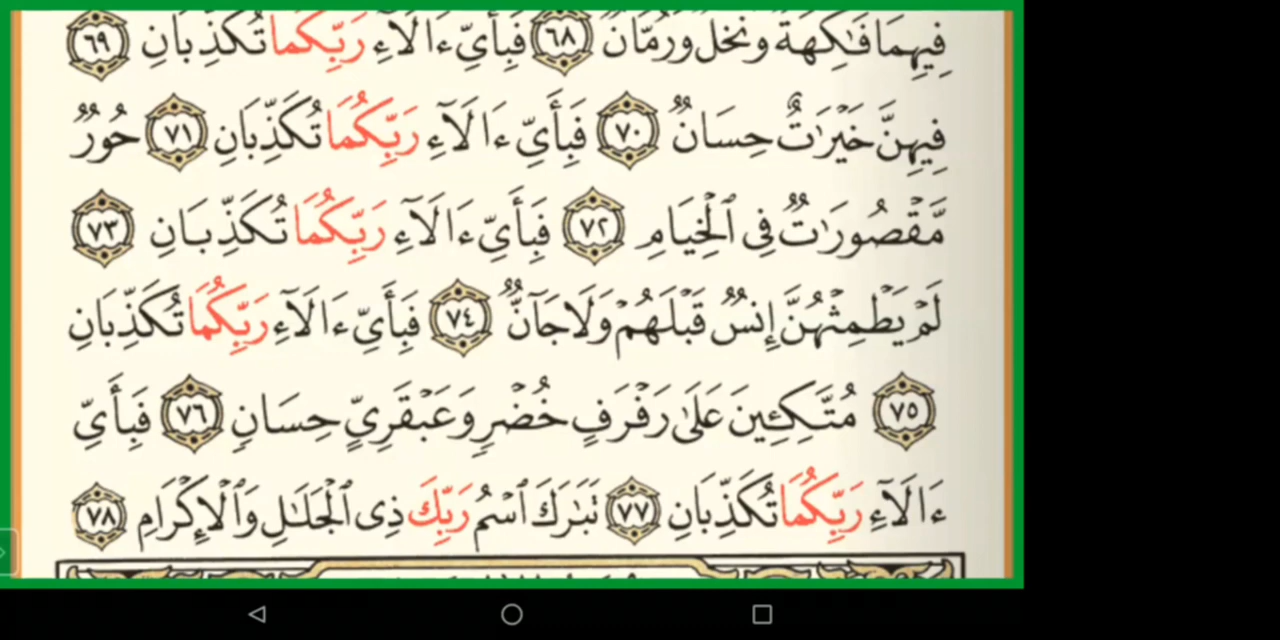 فِيهِمَا فَـٰكِهَةٌ وَنَخْلٌ وَرُمَّانٌ ٦٨ فَبِأَىِّ ءَالَآءِ رَبِّكُمَا تُكَذِّبَانِ ٦٩
فِيهِنَّ خَيْرَٰتٌ حِسَانٌ ٧٠ فَبِأَىِّ ءَالَآءِ رَبِّكُمَا تُكَذِّبَانِ ٧١ حُورٌ
مَّقْصُورَٰتٌ فِى ٱلْخِيَامِ ٧٢ فَبِأَىِّ ءَالَآءِ رَبِّكُمَا تُكَذِّبَانِ ٧٣
لَمْ يَطْمِثْهُنَّ إِنسٌ قَبْلَهُمْ وَلَا جَآنٌّ ٧٤ فَبِأَىِّ ءَالَآءِ رَبِّكُمَا تُكَذِّبَانِ
٧٥ مُتَّكِـِٔينَ عَلَىٰ رَفْرَفٍ خُضْرٍ وَعَبْقَرِىٍّ حِسَانٍ ٧٦ فَبِأَىِّ
ءَالَآءِ رَبِّكُمَا تُكَذِّبَانِ ٧٧ تَبَـٰرَكَ ٱسْمُ رَبِّكَ ذِى ٱلْجَلَـٰلِ وَٱلْإِكْرَامِ ٧٨